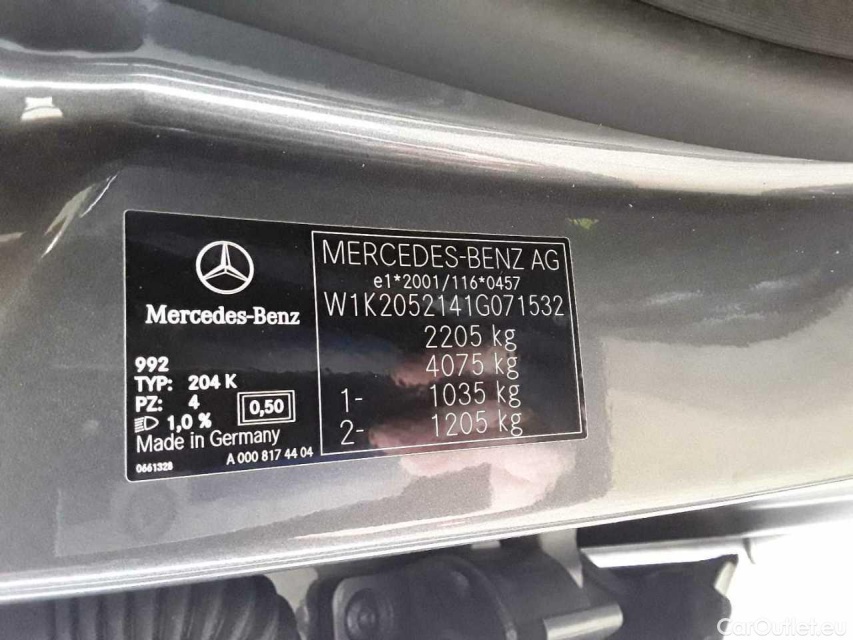 Mercedes-Benz
992
TYP: 204 K
PZ: 4
1,0 %
0,50
Made in Germany
0661328
A 000 817 44 04
MERCEDES-BENZ AG
e1*2001/116*0457
W1K2052141G071532
2205 kg
4075 kg
1- 1035 kg
2- 1205 kg
CarOutlet.eu